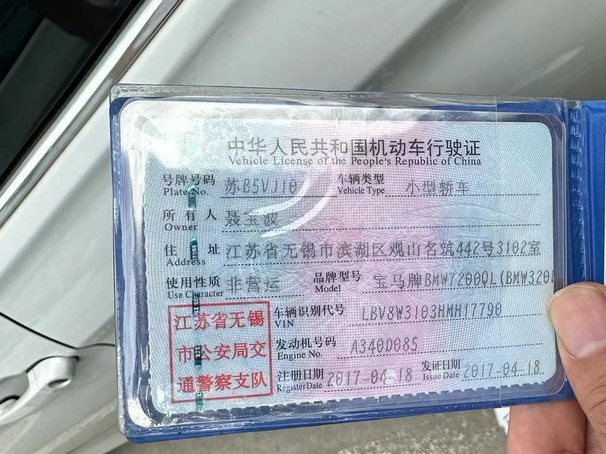 中华人民共和国机动车行驶证
Vehicle License of the People's Republic of China
号牌号码 Plate No. 苏B5VJ10 车辆类型 Vehicle Type 小型轿车
所有人 Owner 聂宝波
住址 Address 江苏省无锡市滨湖区观山名筑442号3102室
使用性质 Use Character 非营运 品牌型号 Model 宝马牌BMW7200QL(BMW320L
车辆识别代号 VIN LBV8W3103HMH17790
发动机号码 Engine No. A340D085
注册日期 Register Date 2017-04-18 发证日期 Issue Date 2017-04-18
江苏省无锡
市公安局交
通警察支队